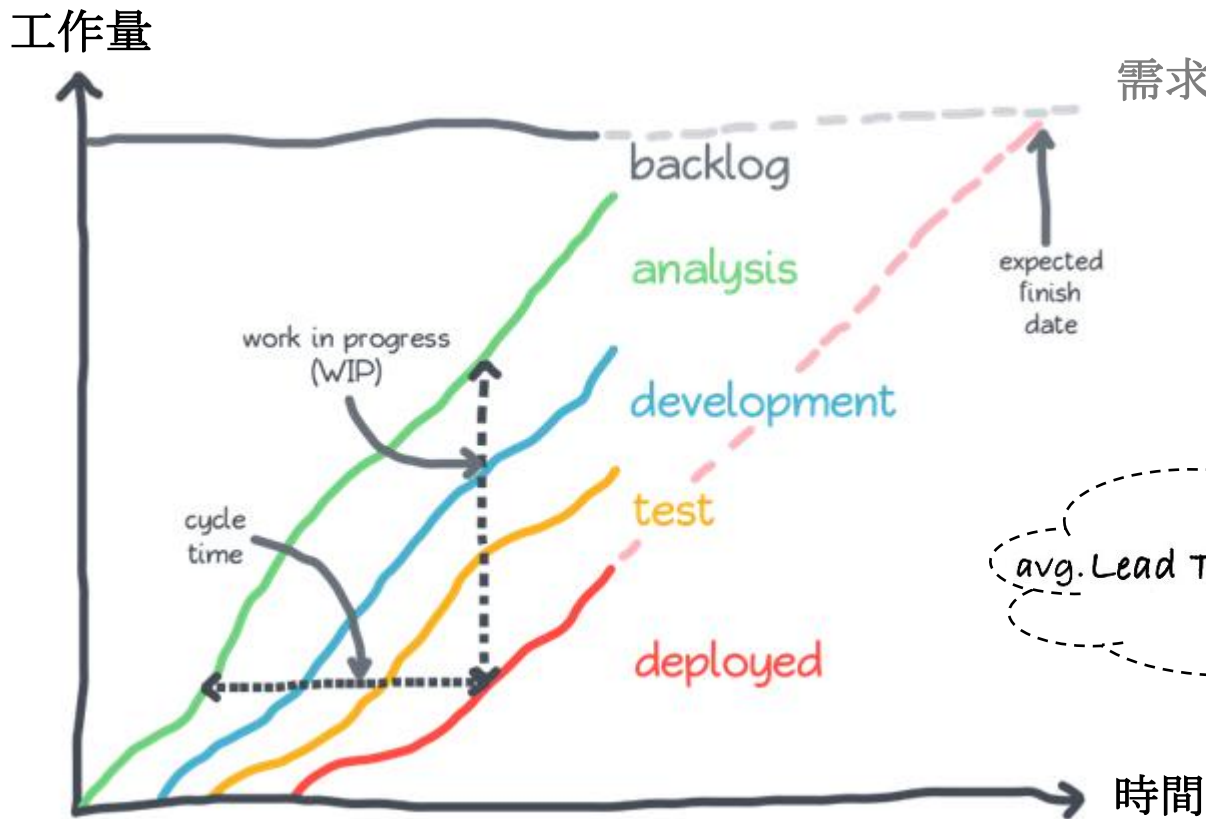 工作量
需求
backlog
analysis
expected
finish
date
work in progress
(WIP)
development
test
cycle
time
avg. Lead T
deployed
時間